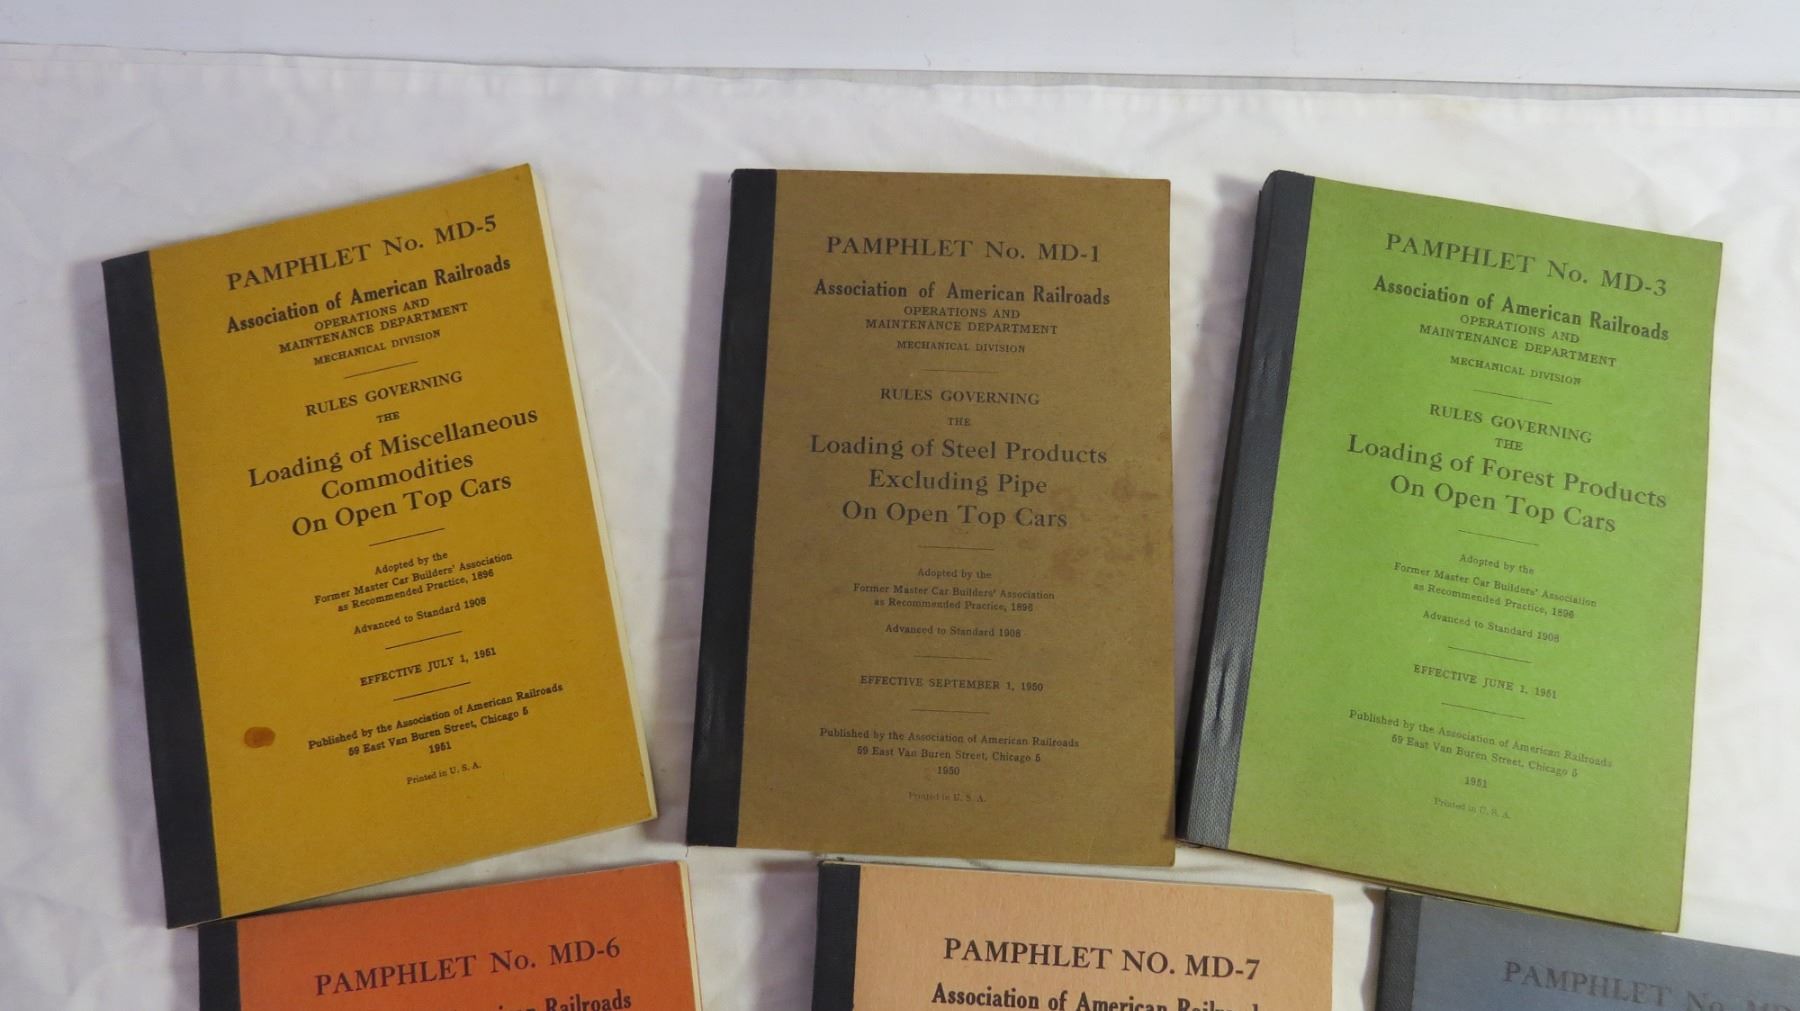 PAMPHLET No. MD-5
Association of American Railroads
OPERATIONS AND
MAINTENANCE DEPARTMENT
MECHANICAL DIVISION
RULES GOVERNING
THE
Loading of Miscellaneous
Commodities
On Open Top Cars
Adopted by the
Former Master Car Builders' Association
as Recommended Practice, 1896
Advanced to Standard 1908
EFFECTIVE JULY 1, 1951
Published by the Association of American Railroads
59 East Van Buren Street, Chicago 5
1951
Printed in U. S. A.
PAMPHLET No. MD-1
Association of American Railroads
OPERATIONS AND
MAINTENANCE DEPARTMENT
MECHANICAL DIVISION
RULES GOVERNING
THE
Loading of Steel Products
Excluding Pipe
On Open Top Cars
Adopted by the
Former Master Car Builders' Association
as Recommended Practice, 1896
Advanced to Standard 1908
EFFECTIVE SEPTEMBER 1, 1950
Published by the Association of American Railroads
59 East Van Buren Street, Chicago 5
1950
Printed in U. S. A.
PAMPHLET No. MD-3
Association of American Railroads
OPERATIONS AND
MAINTENANCE DEPARTMENT
MECHANICAL DIVISION
RULES GOVERNING
THE
Loading of Forest Products
On Open Top Cars
Adopted by the
Former Master Car Builders' Association
as Recommended Practice, 1896
Advanced to Standard 1908
EFFECTIVE JUNE 1, 1951
Published by the Association of American Railroads
59 East Van Buren Street, Chicago 5
1951
Printed in U. S. A.
PAMPHLET No. MD-6
Railroads
PAMPHLET NO. MD-7
Association of American
PAMPHLET No.